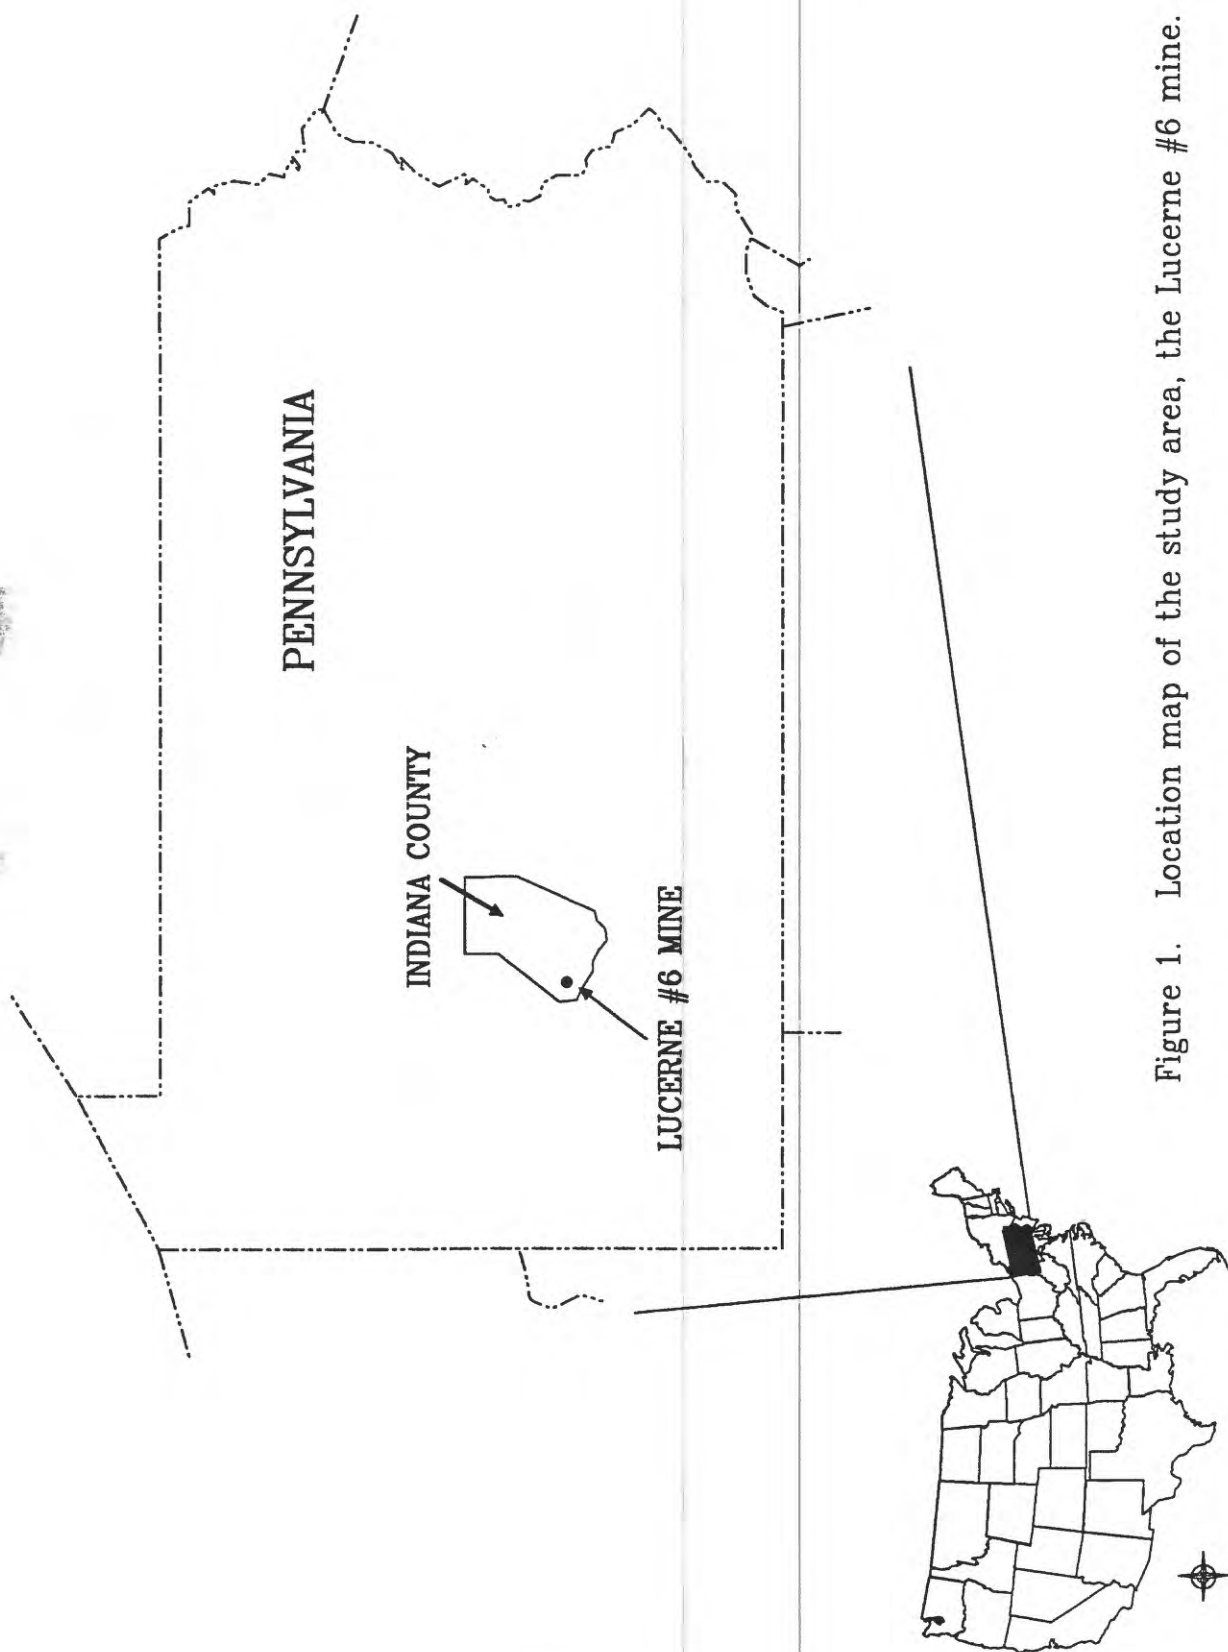 PENNSYLVANIA
INDIANA COUNTY
LUCERNE #6 MINE
Figure 1. Location map of the study area, the Lucerne #6 mine.